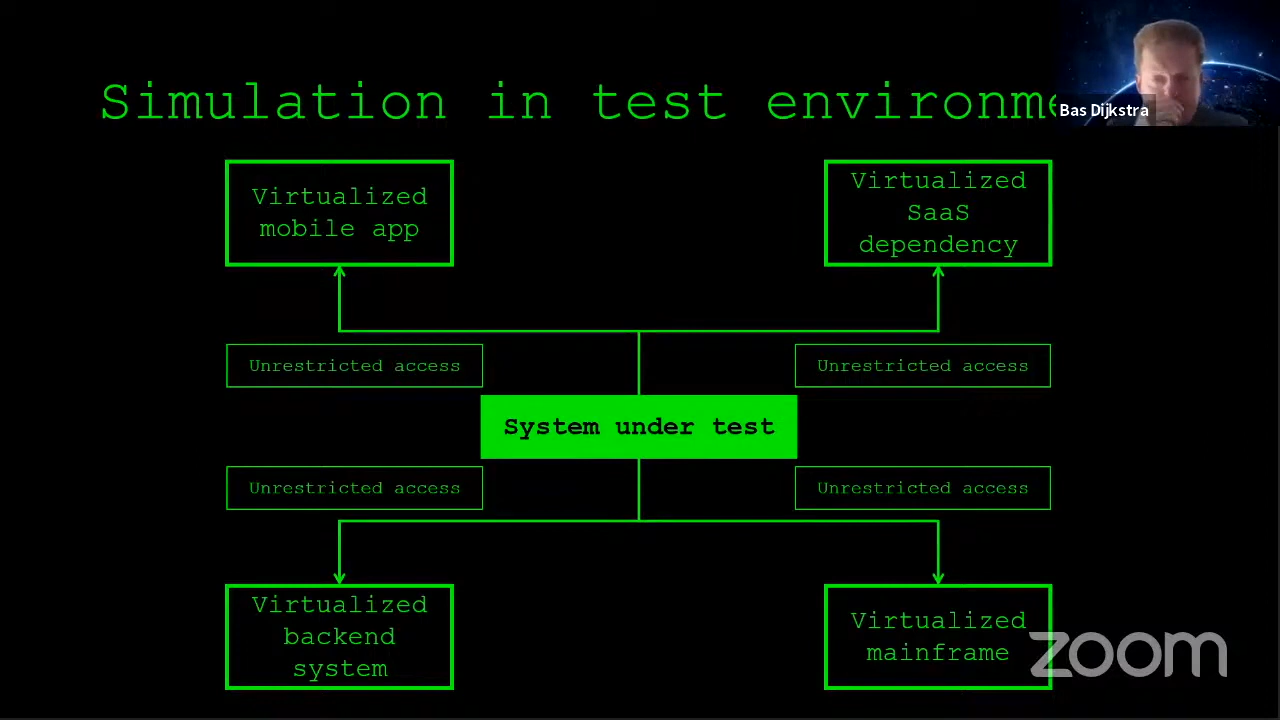 Simulation in test environme
Bas Dijkstra
Virtualized
mobile app
Virtualized
SaaS
dependency
Unrestricted access
Unrestricted access
System under test
Unrestricted access
Unrestricted access
Virtualized
backend
system
Virtualized
mainframe
zoom